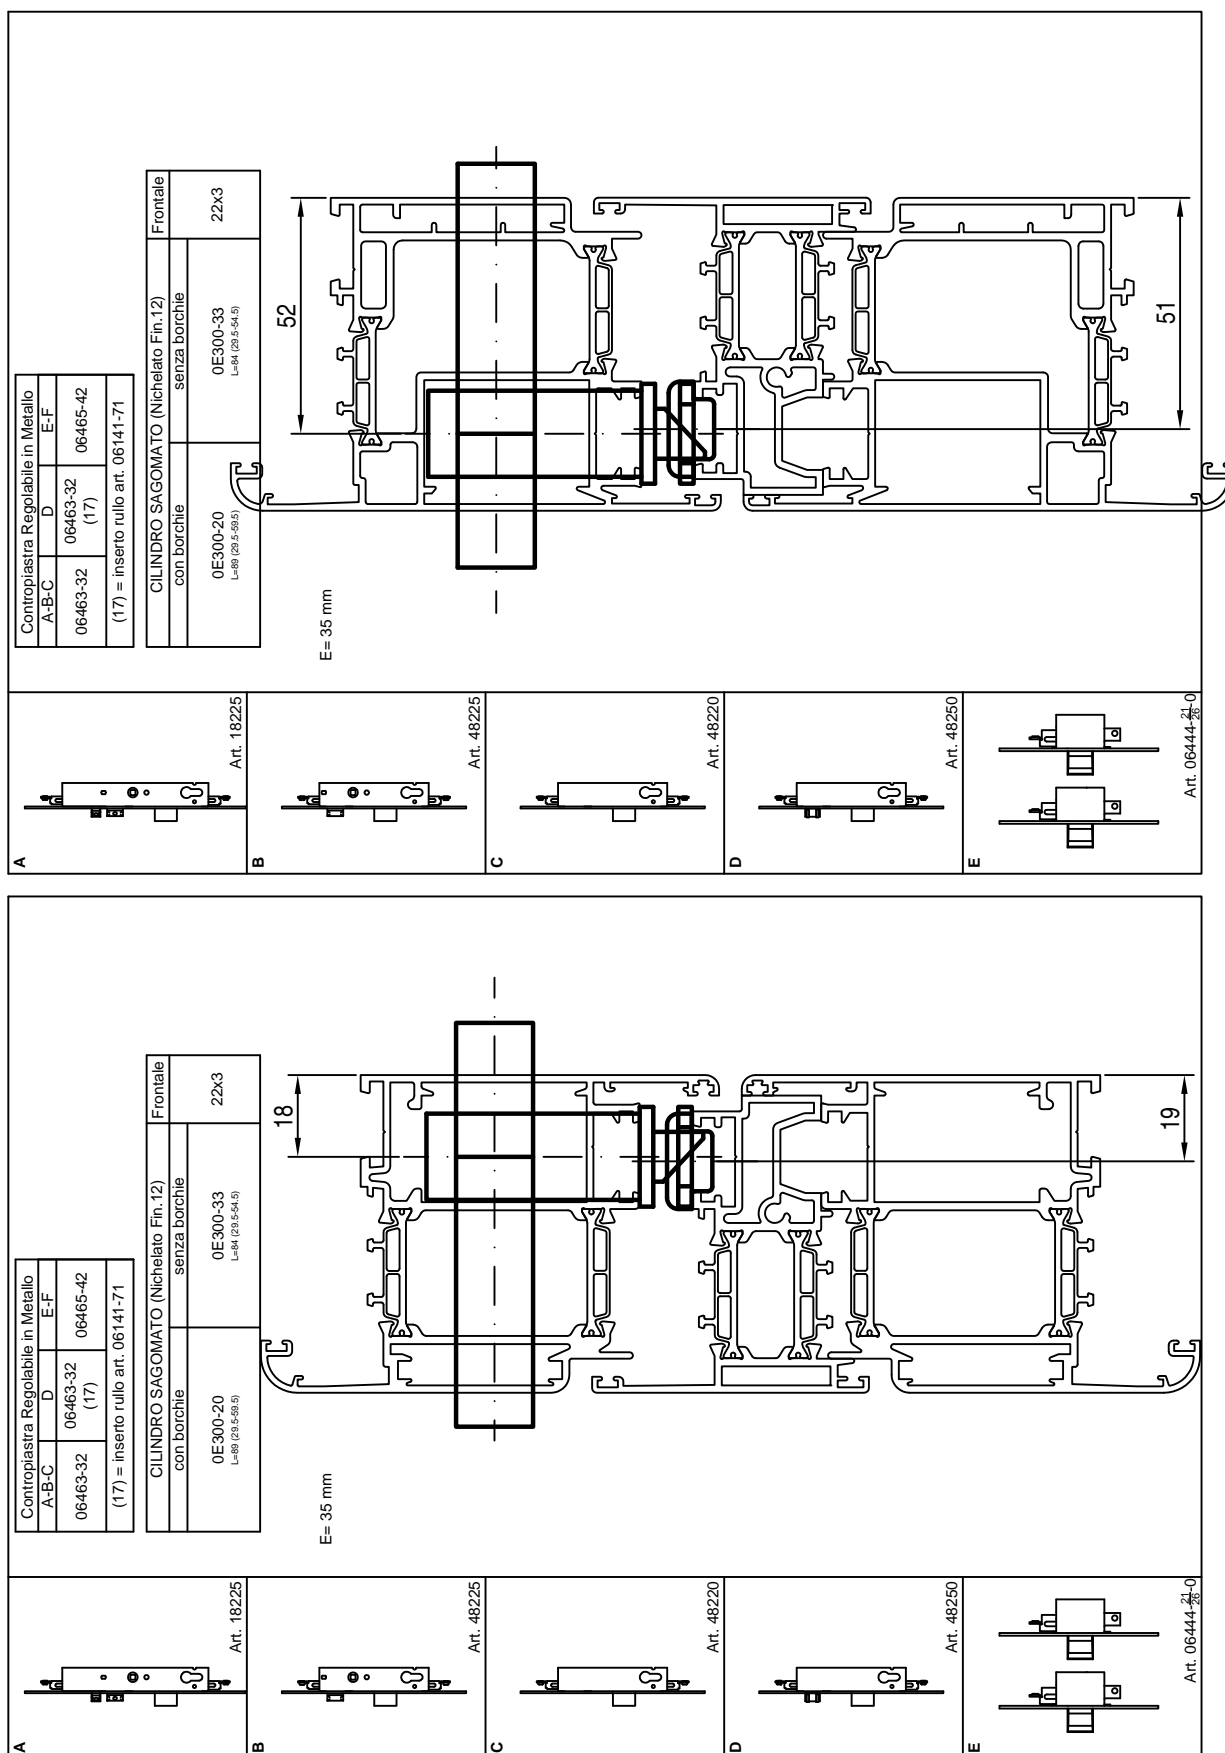 Contropiastra Regolabile in Metallo
A-B-C D E-F
06463-32 06463-32 (17) 06465-42
(17) = inserto rullo art. 06141-71
CILINDRO SAGOMATO (Nichelato Fin.12) Frontale
con borchie senza borchie
0E300-20 0E300-33 22x3
L=89 (29.5-59.5) L=84 (29.5-54.5)
E= 35 mm
52
51
A
Art. 18225
B
Art. 48225
C
Art. 48220
D
Art. 48250
E
Art. 06444-21/26-0
Contropiastra Regolabile in Metallo
A-B-C D E-F
06463-32 06463-32 (17) 06465-42
(17) = inserto rullo art. 06141-71
CILINDRO SAGOMATO (Nichelato Fin.12) Frontale
con borchie senza borchie
0E300-20 0E300-33 22x3
L=89 (29.5-59.5) L=84 (29.5-54.5)
E= 35 mm
18
19
A
Art. 18225
B
Art. 48225
C
Art. 48220
D
Art. 48250
E
Art. 06444-21/26-0